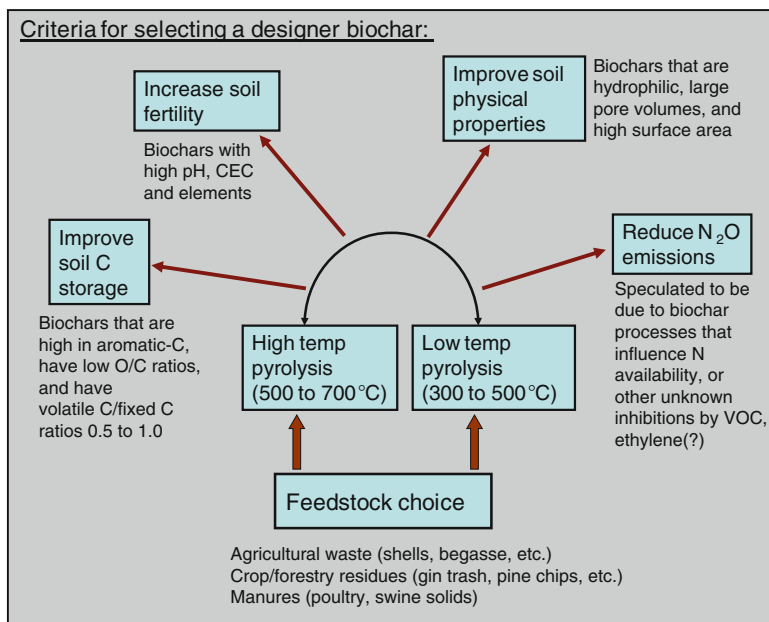 Criteria for selecting a designer biochar:
Increase soil
fertility
Biochars with
high pH, CEC
and elements
Improve soil
physical
properties
Biochars that are
hydrophilic, large
pore volumes, and
high surface area
Improve
soil C
storage
Biochars that are
high in aromatic-C,
have low O/C ratios,
and have
volatile C/fixed C
ratios 0.5 to 1.0
Reduce N₂O
emissions
Speculated to be
due to biochar
processes that
influence N
availability, or
other unknown
inhibitions by VOC,
ethylene(?)
High temp
pyrolysis
(500 to 700°C)
Low temp
pyrolysis
(300 to 500°C)
Feedstock choice
Agricultural waste (shells, begasse, etc.)
Crop/forestry residues (gin trash, pine chips, etc.)
Manures (poultry, swine solids)